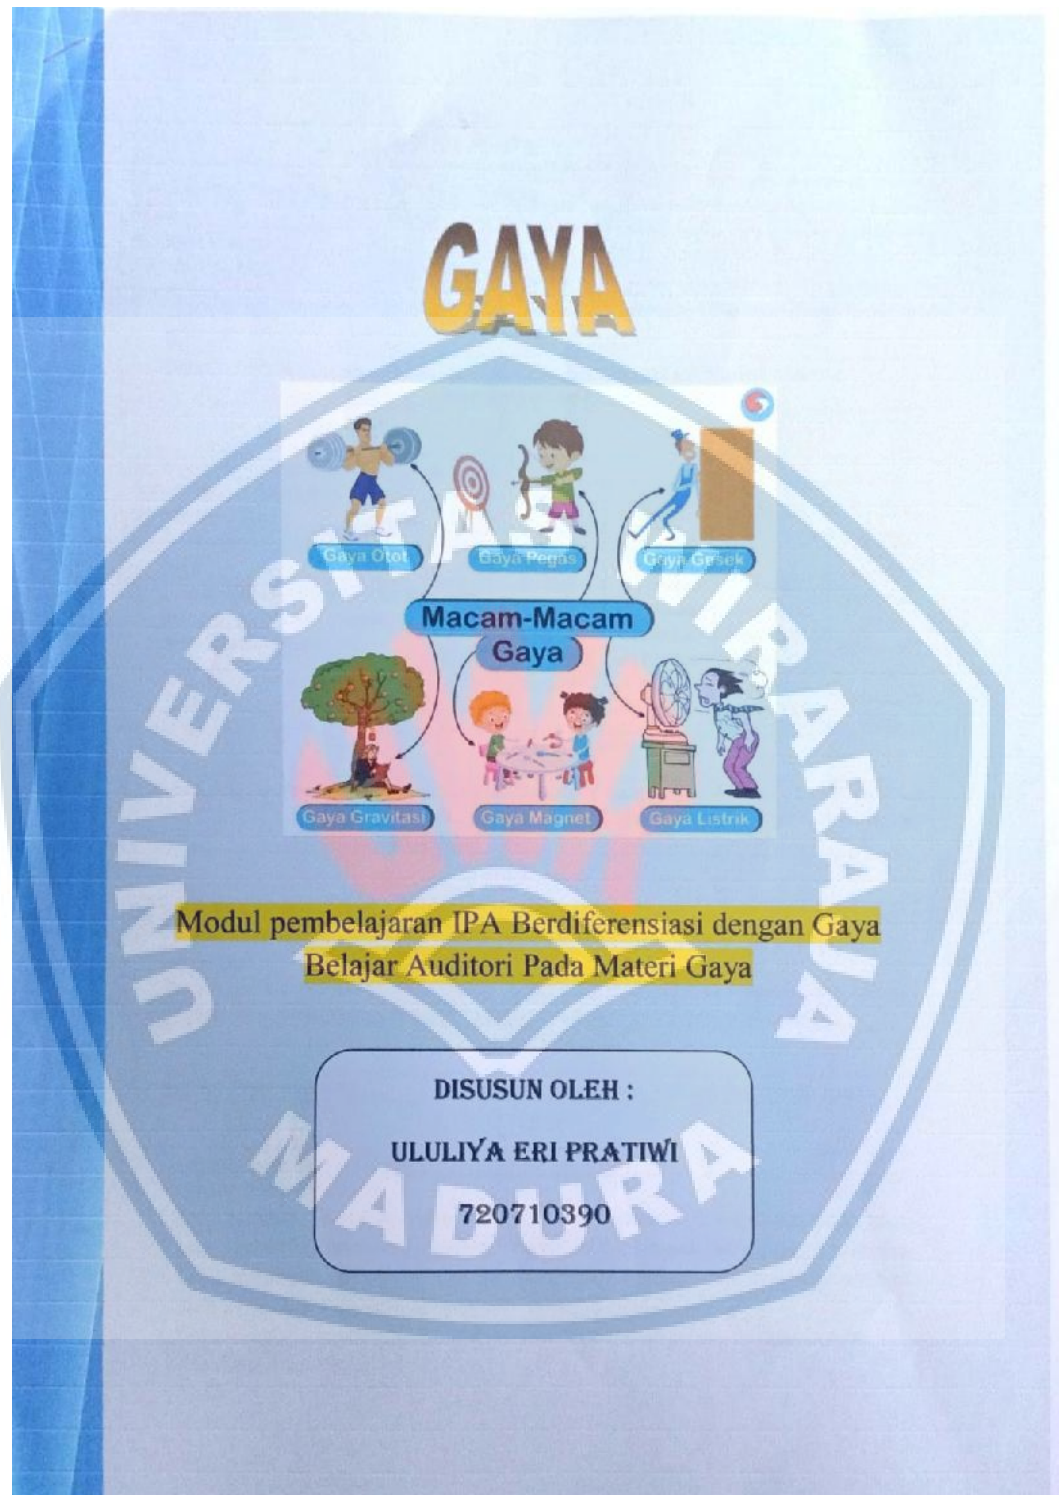 GAYA
Gaya Otot
Gaya Pegas
Gaya Gesek
Macam-Macam
Gaya
Gaya Gravitasi
Gaya Magnet
Gaya Listrik
Modul pembelajaran IPA Berdiferensiasi dengan Gaya
Belajar Auditori Pada Materi Gaya
DISUSUN OLEH :
ULULIYA ERI PRATIWI
720710390
UNIVERSITAS WIRARAJA
MADURA